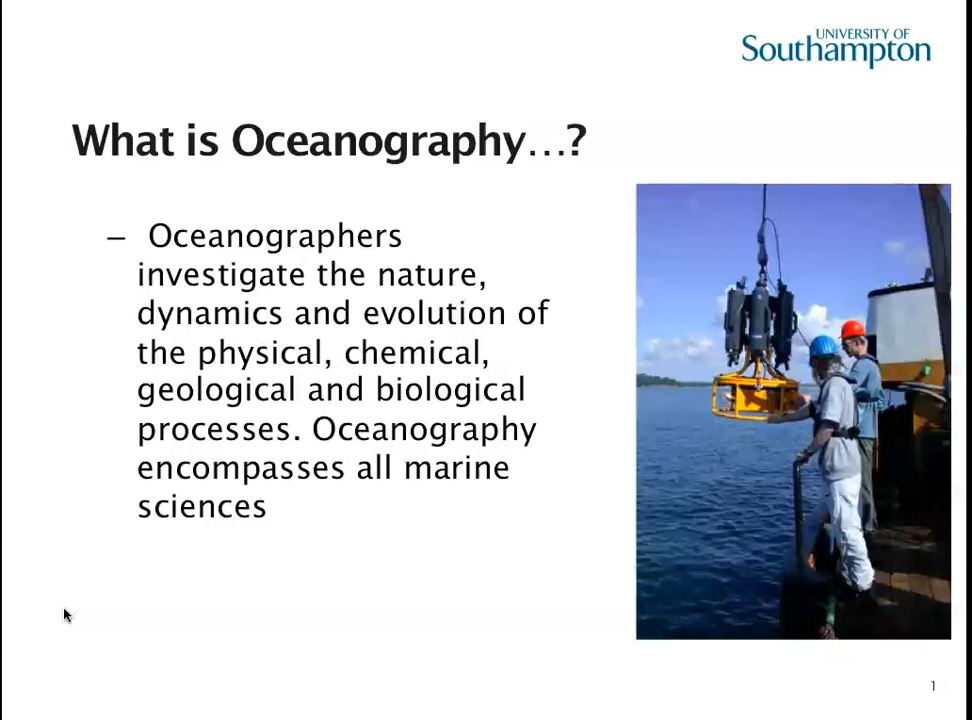 UNIVERSITY OF
Southampton
What is Oceanography...?
– Oceanographers
investigate the nature,
dynamics and evolution of
the physical, chemical,
geological and biological
processes. Oceanography
encompasses all marine
sciences
1